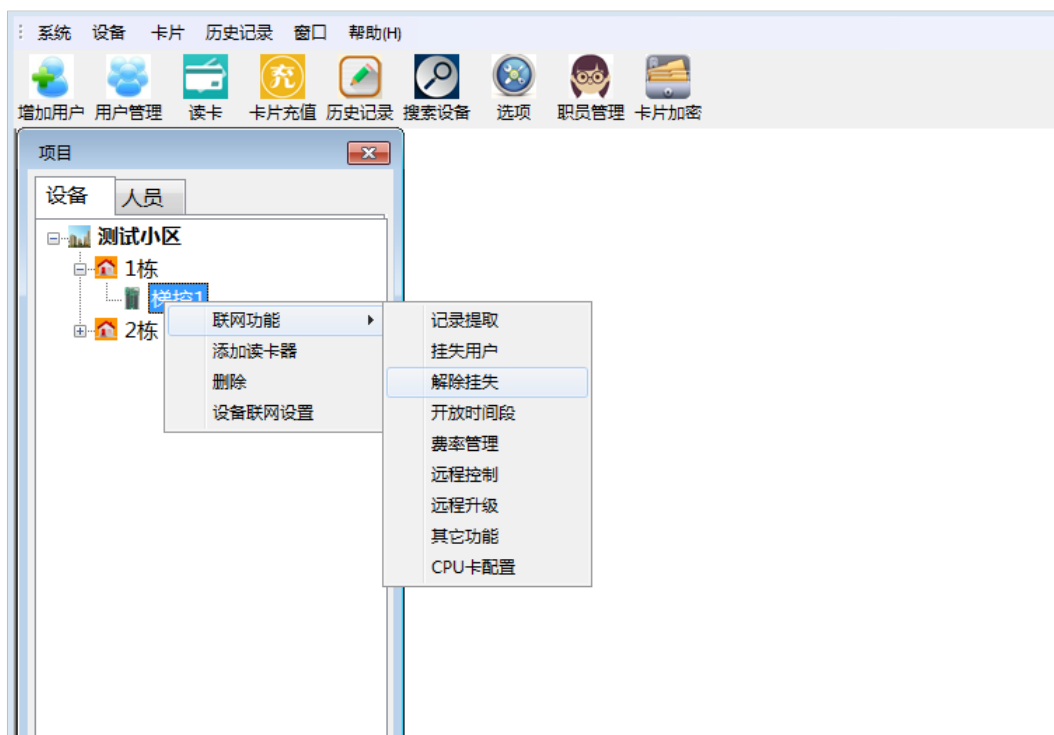 系统 设备 卡片 历史记录 窗口 帮助(H)
充
增加用户 用户管理 读卡 卡片充值 历史记录 搜索设备 选项 职员管理 卡片加密
项目
设备 人员
测试小区
1栋
梯控1
2栋
联网功能
添加读卡器
删除
设备联网设置
记录提取
挂失用户
解除挂失
开放时间段
费率管理
远程控制
远程升级
其它功能
CPU卡配置